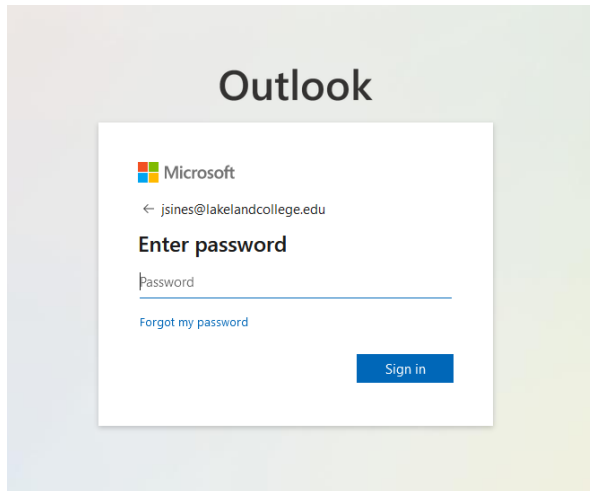 Outlook
Microsoft
← jsines@lakelandcollege.edu
Enter password
Password
Forgot my password
Sign in